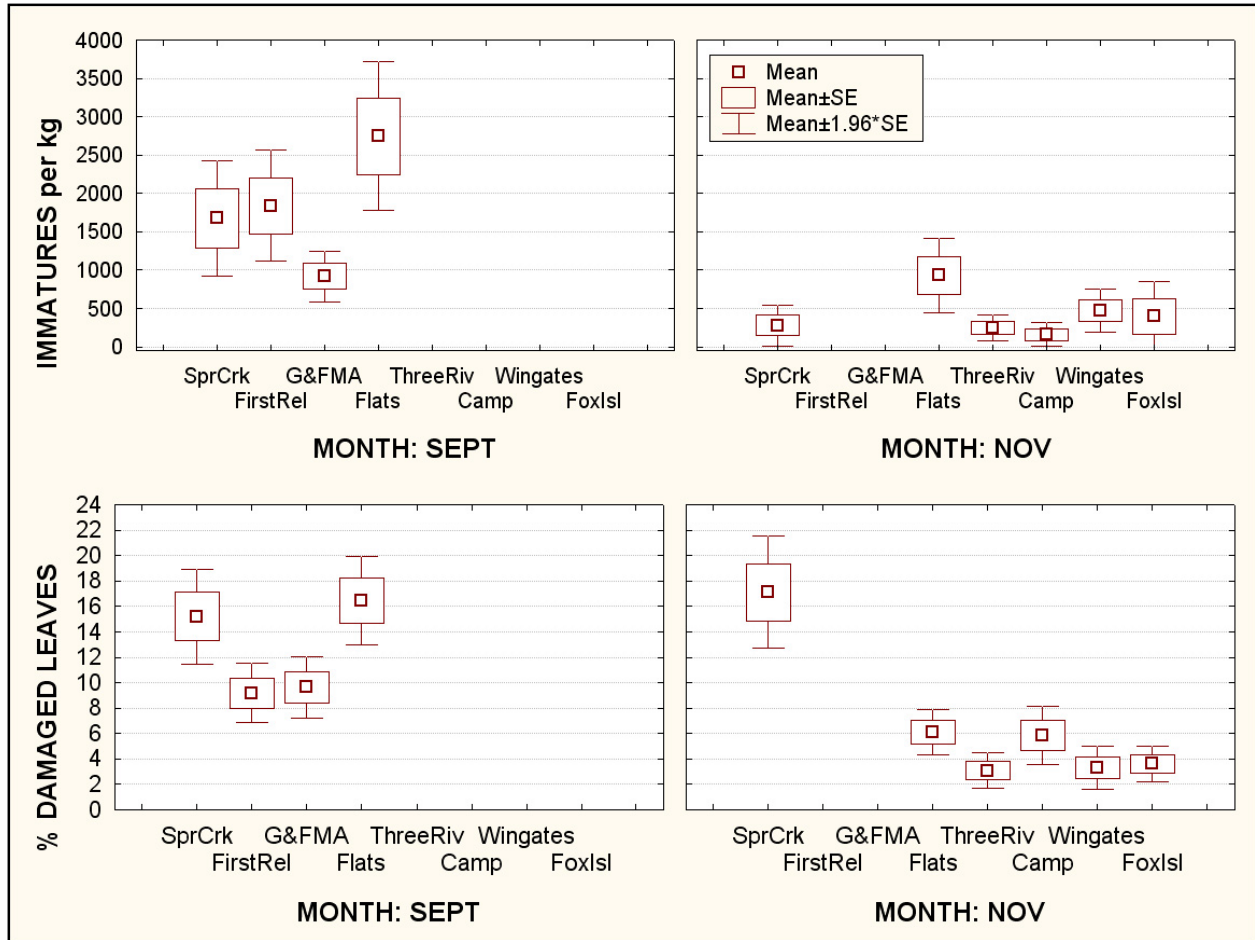 IMMATURES per kg
4000
3500
3000
2500
2000
1500
1000
500
0
SprCrk G&FMA ThreeRiv Wingates
FirstRel Flats Camp FoxIsl
MONTH: SEPT
Mean
Mean±SE
Mean±1.96*SE
SprCrk G&FMA ThreeRiv Wingates
FirstRel Flats Camp FoxIsl
MONTH: NOV
% DAMAGED LEAVES
24
22
20
18
16
14
12
10
8
6
4
2
0
SprCrk G&FMA ThreeRiv Wingates
FirstRel Flats Camp FoxIsl
MONTH: SEPT
SprCrk G&FMA ThreeRiv Wingates
FirstRel Flats Camp FoxIsl
MONTH: NOV